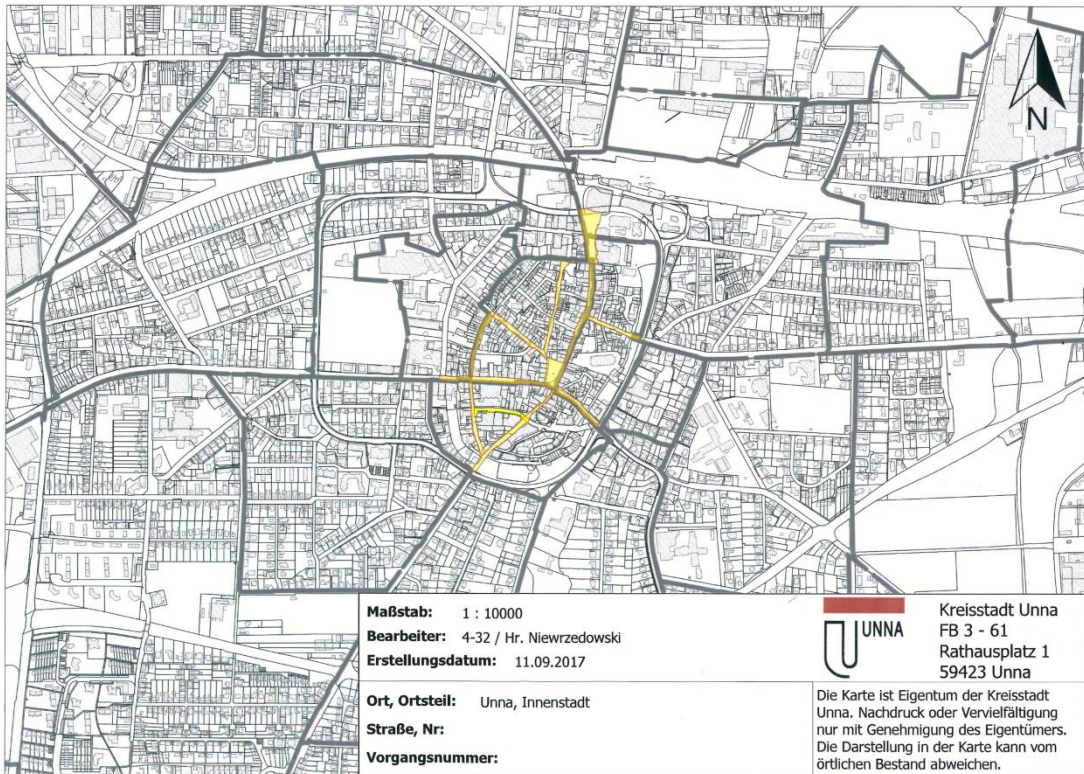 N
Maßstab: 1 : 10000
Bearbeiter: 4-32 / Hr. Niewrzedowski
Erstellungsdatum: 11.09.2017
Ort, Ortsteil: Unna, Innenstadt
Straße, Nr:
Vorgangsnummer:
UNNA
Kreisstadt Unna
FB 3 - 61
Rathausplatz 1
59423 Unna
Die Karte ist Eigentum der Kreisstadt
Unna. Nachdruck oder Vervielfältigung
nur mit Genehmigung des Eigentümers.
Die Darstellung in der Karte kann vom
örtlichen Bestand abweichen.